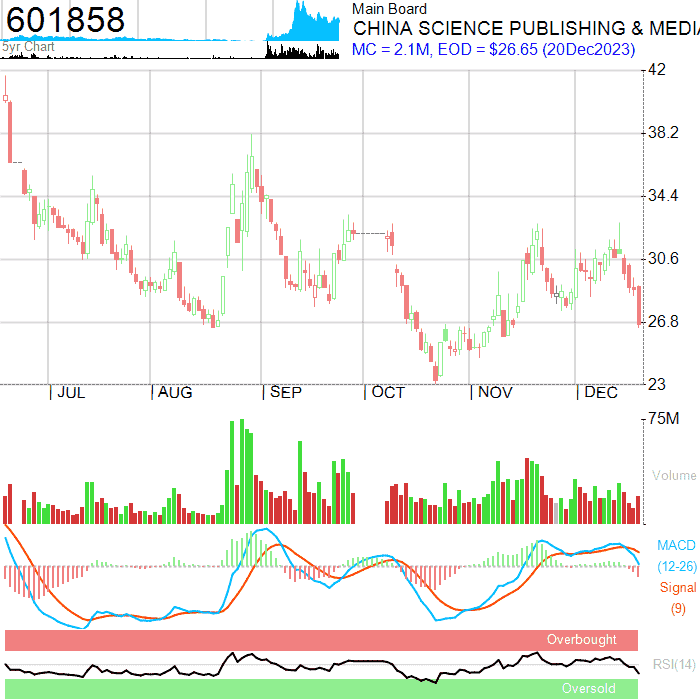 601858
5yr Chart
Main Board
CHINA SCIENCE PUBLISHING & MEDIA
MC = 2.1M, EOD = $26.65 (20Dec2023)
42
38.2
34.4
30.6
26.8
23
JUL
AUG
SEP
OCT
NOV
DEC
75M
Volume
MACD
(12-26)
Signal
(9)
Overbought
RSI(14)
Oversold